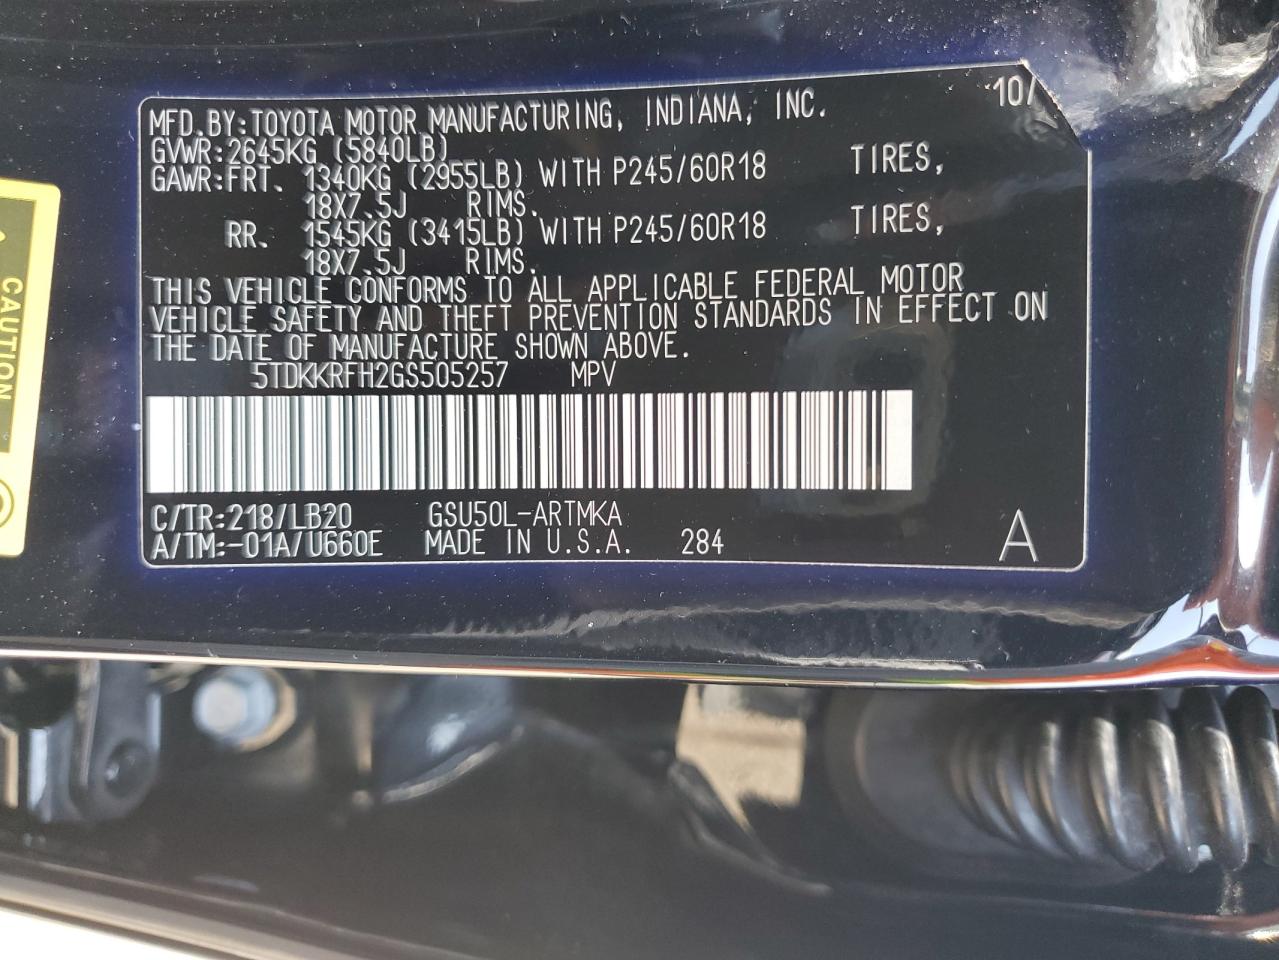 MFD.BY:TOYOTA MOTOR MANUFACTURING, INDIANA, INC. 10/
GVWR:2645KG (5840LB)
GAWR:FRT. 1340KG (2955LB) WITH P245/60R18 TIRES,
18X7.5J RIMS.
RR. 1545KG (3415LB) WITH P245/60R18 TIRES,
18X7.5J RIMS.
THIS VEHICLE CONFORMS TO ALL APPLICABLE FEDERAL MOTOR
VEHICLE SAFETY AND THEFT PREVENTION STANDARDS IN EFFECT ON
THE DATE OF MANUFACTURE SHOWN ABOVE.
5TDKKRFH2GS505257 MPV
C/TR:218/LB20 GSU50L-ARTMKA
A/TM:-01A/U660E MADE IN U.S.A. 284 A
CAUTION